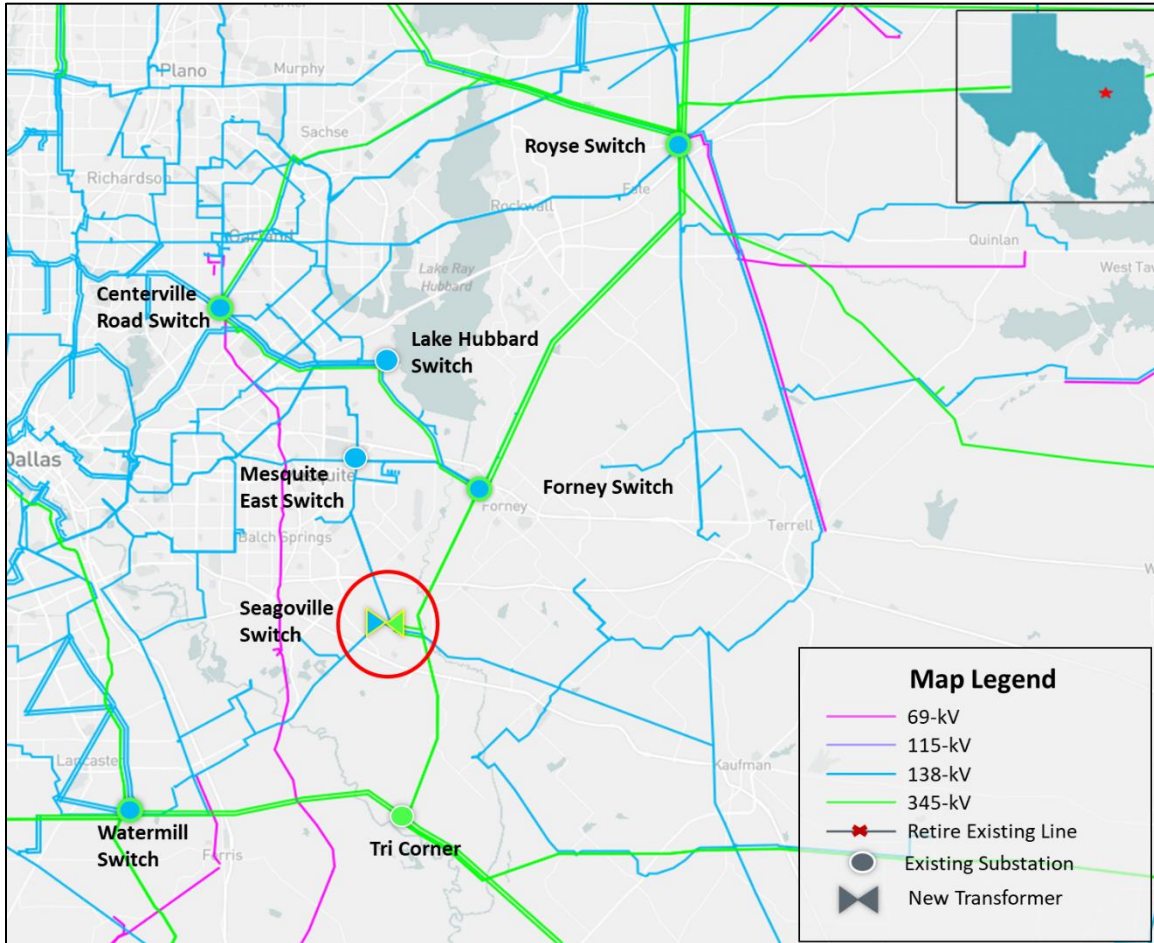 Plano
Murphy
Sachse
Royse Switch
Richardson
Rockwall
Fate
Garland
Quinlan
West Taw
Lake Ray
Hubbard
Centerville
Road Switch
Lake Hubbard
Switch
Dallas
Mesquite
East Switch
Forney Switch
Forney
Terrell
Balch Springs
Seagoville
Switch
Lancaster
Kaufman
Watermill
Switch
Ferris
Tri Corner
Map Legend
69-kV
115-kV
138-kV
345-kV
Retire Existing Line
Existing Substation
New Transformer